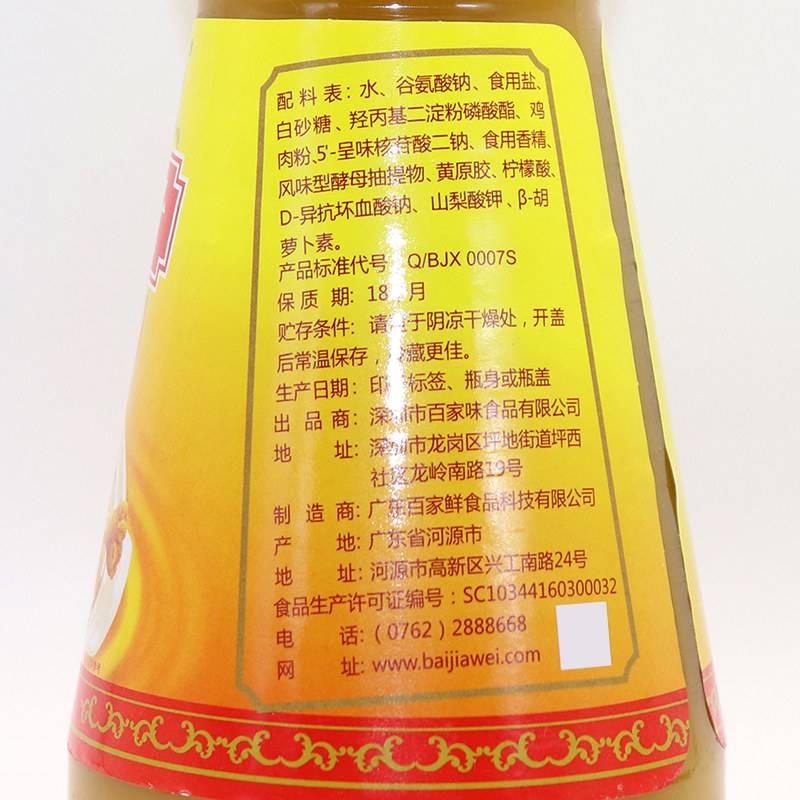 配料表：水、谷氨酸钠、食用盐、
白砂糖、羟丙基二淀粉磷酸酯、鸡
肉粉、5'-呈味核苷酸二钠、食用香精、
风味型酵母抽提物、黄原胶、柠檬酸、
D-异抗坏血酸钠、山梨酸钾、β-胡
萝卜素。
产品标准代号：Q/BJX 0007S
保质期：18个月
贮存条件：请置于阴凉干燥处，开盖
后常温保存，冷藏更佳。
生产日期：印于标签、瓶身或瓶盖
出品商：深圳市百家味食品有限公司
地址：深圳市龙岗区坪地街道坪西
社区龙岭南路19号
制造商：广东百家鲜食品科技有限公司
产地：广东省河源市
地址：河源市高新区兴工南路24号
食品生产许可证编号：SC10344160300032
电话：（0762）2888668
网址：www.baijiawei.com